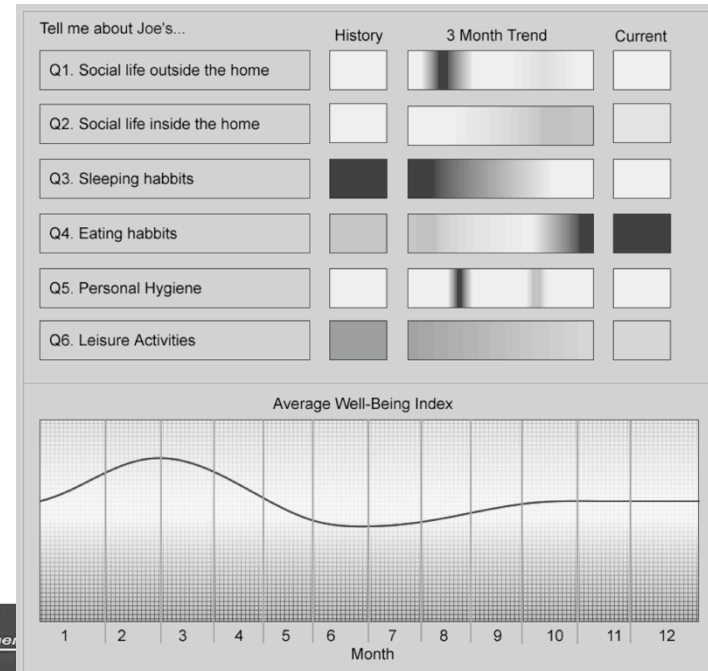 Tell me about Joe's...
History
3 Month Trend
Current
Q1. Social life outside the home
Q2. Social life inside the home
Q3. Sleeping habbits
Q4. Eating habbits
Q5. Personal Hygiene
Q6. Leisure Activities
Average Well-Being Index
1 2 3 4 5 6 7 8 9 10 11 12
Month